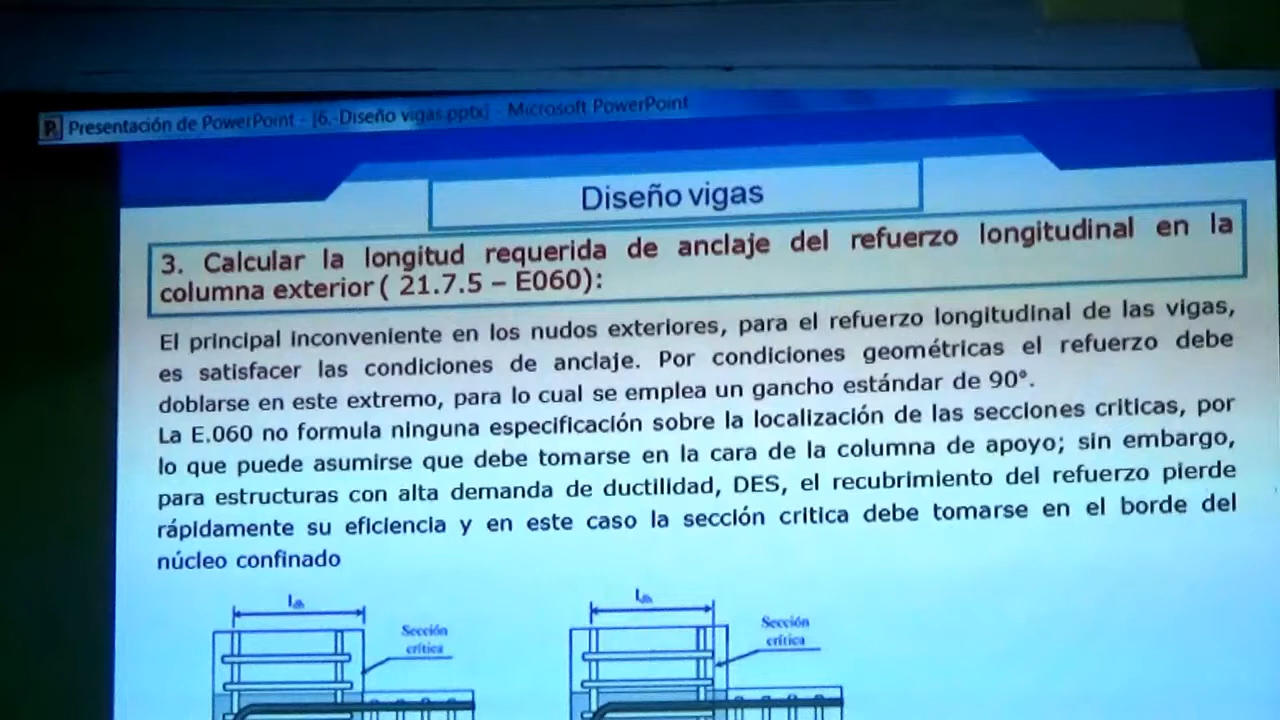 Presentación de PowerPoint - [6.-Diseño vigas.pptx] - Microsoft PowerPoint
Diseño vigas
3. Calcular la longitud requerida de anclaje del refuerzo longitudinal en la
columna exterior ( 21.7.5 – E060):
El principal inconveniente en los nudos exteriores, para el refuerzo longitudinal de las vigas,
es satisfacer las condiciones de anclaje. Por condiciones geométricas el refuerzo debe
doblarse en este extremo, para lo cual se emplea un gancho estándar de 90°.
La E.060 no formula ninguna especificación sobre la localización de las secciones criticas, por
lo que puede asumirse que debe tomarse en la cara de la columna de apoyo; sin embargo,
para estructuras con alta demanda de ductilidad, DES, el recubrimiento del refuerzo pierde
rápidamente su eficiencia y en este caso la sección critica debe tomarse en el borde del
núcleo confinado
l_dh
Sección
crítica
l_dh
Sección
crítica